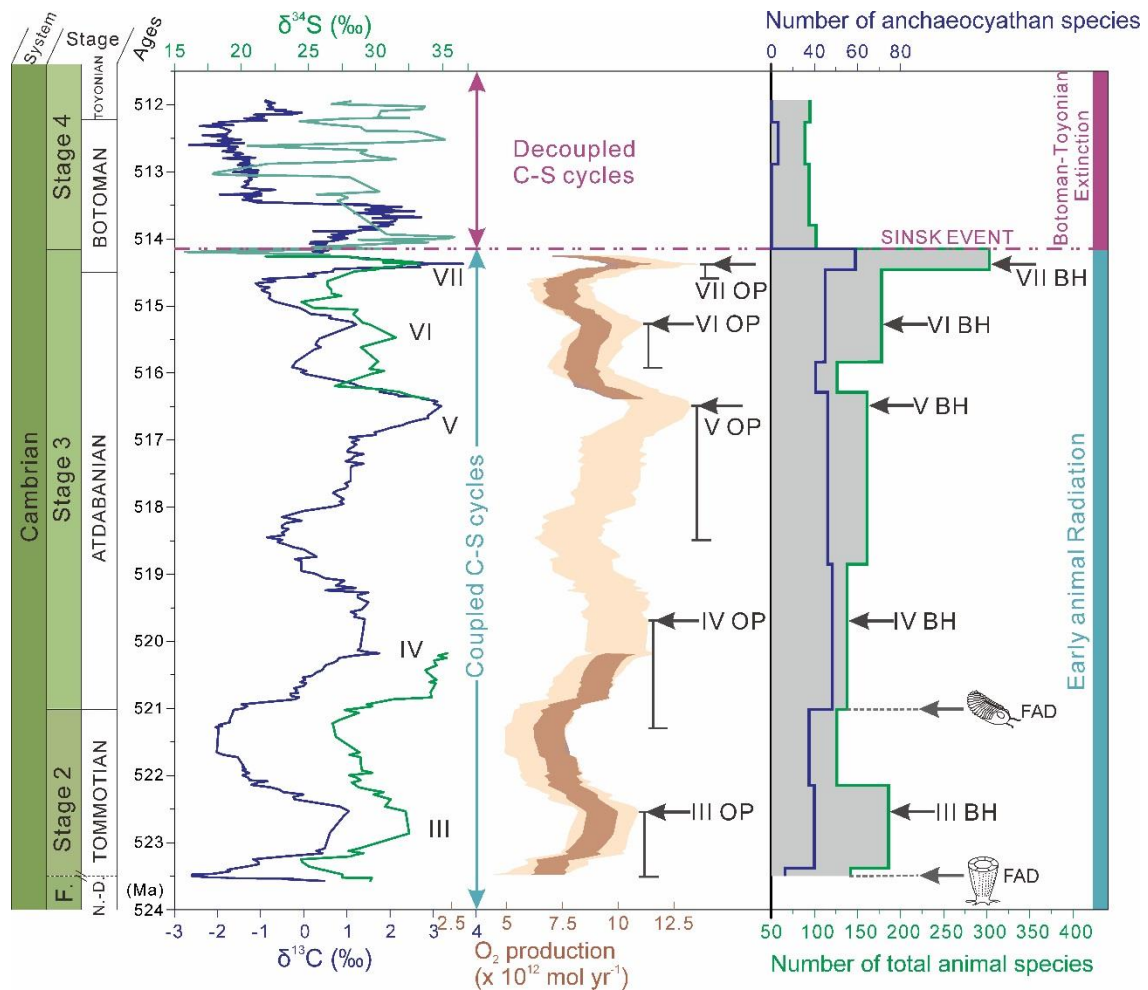 System
Stage
Ages
δ³⁴S (‰)
15 20 25 30 35
Number of archaeocyathan species
0 40 60 80
Cambrian
Stage 4
Stage 3
Stage 2
F.
TOYONIAN
BOTOMAN
ATDABANIAN
TOMMOTIAN
N.-D.
512
513
514
515
516
517
518
519
520
521
522
523
(Ma)
524
Decoupled
C-S cycles
Coupled C-S cycles
SINSK EVENT
Botoman-Toyonian
Extinction
Early animal Radiation
VII
VI
V
IV
III
VII OP
VI OP
V OP
IV OP
III OP
VII BH
VI BH
V BH
IV BH
III BH
FAD
FAD
-3 -2 -1 0 1 2 3 4
δ¹³C (‰)
2.5 5 7.5 10 12.5
O₂ production
(x 10¹² mol yr⁻¹)
50 100 150 200 250 300 350 400
Number of total animal species